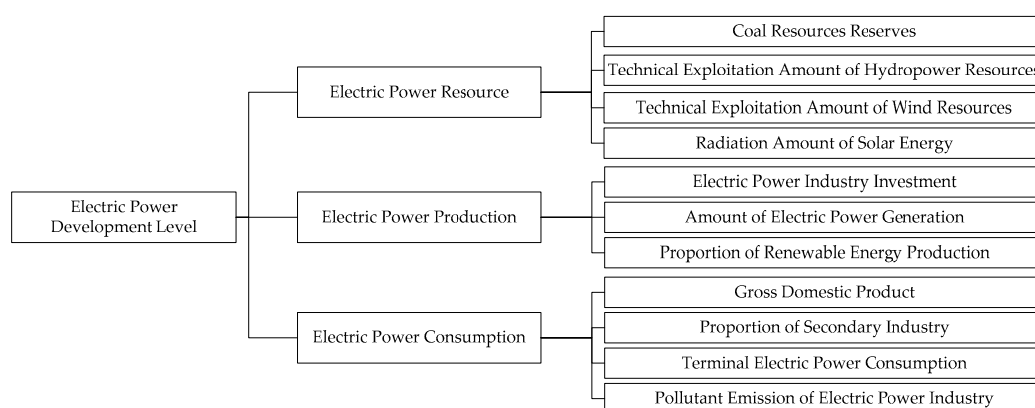 Coal Resources Reserves
Technical Exploitation Amount of Hydropower Resources
Electric Power Resource
Technical Exploitation Amount of Wind Resources
Radiation Amount of Solar Energy
Electric Power Industry Investment
Electric Power
Development Level
Electric Power Production
Amount of Electric Power Generation
Proportion of Renewable Energy Production
Gross Domestic Product
Proportion of Secondary Industry
Electric Power Consumption
Terminal Electric Power Consumption
Pollutant Emission of Electric Power Industry